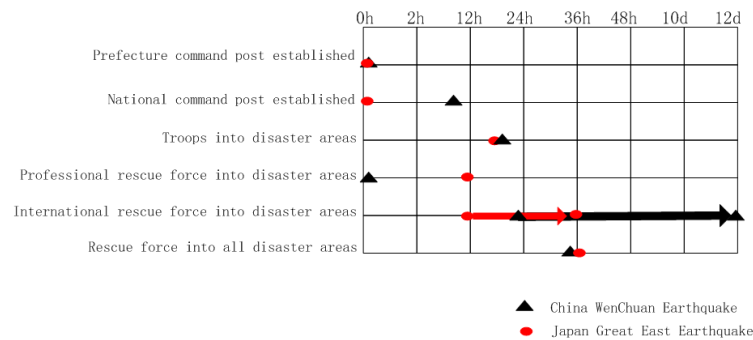 0h 2h 12h 24h 36h 48h 10d 12d
Prefecture command post established
National command post established
Troops into disaster areas
Professional rescue force into disaster areas
International rescue force into disaster areas
Rescue force into all disaster areas
China WenChuan Earthquake
Japan Great East Earthquake